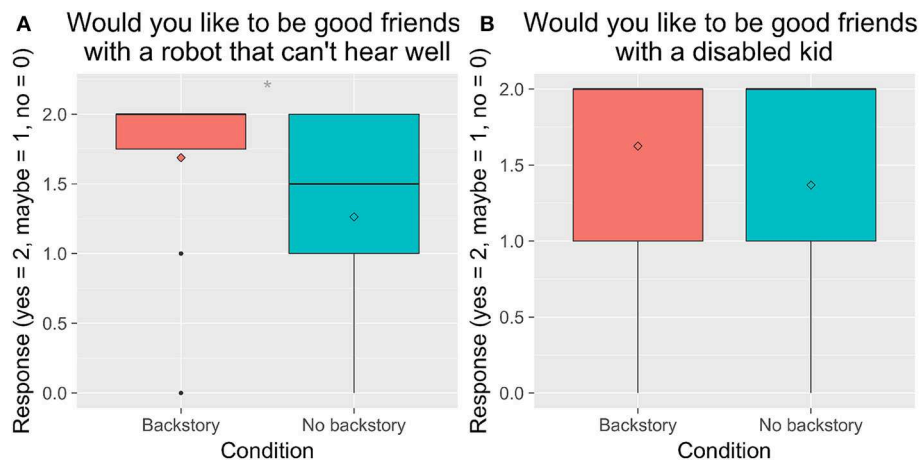 A
Would you like to be good friends
with a robot that can't hear well
Response (yes = 2, maybe = 1, no = 0)
*
2.0
1.5
1.0
0.5
0.0
Backstory
No backstory
Condition
B
Would you like to be good friends
with a disabled kid
Response (yes = 2, maybe = 1, no = 0)
2.0
1.5
1.0
0.5
0.0
Backstory
No backstory
Condition